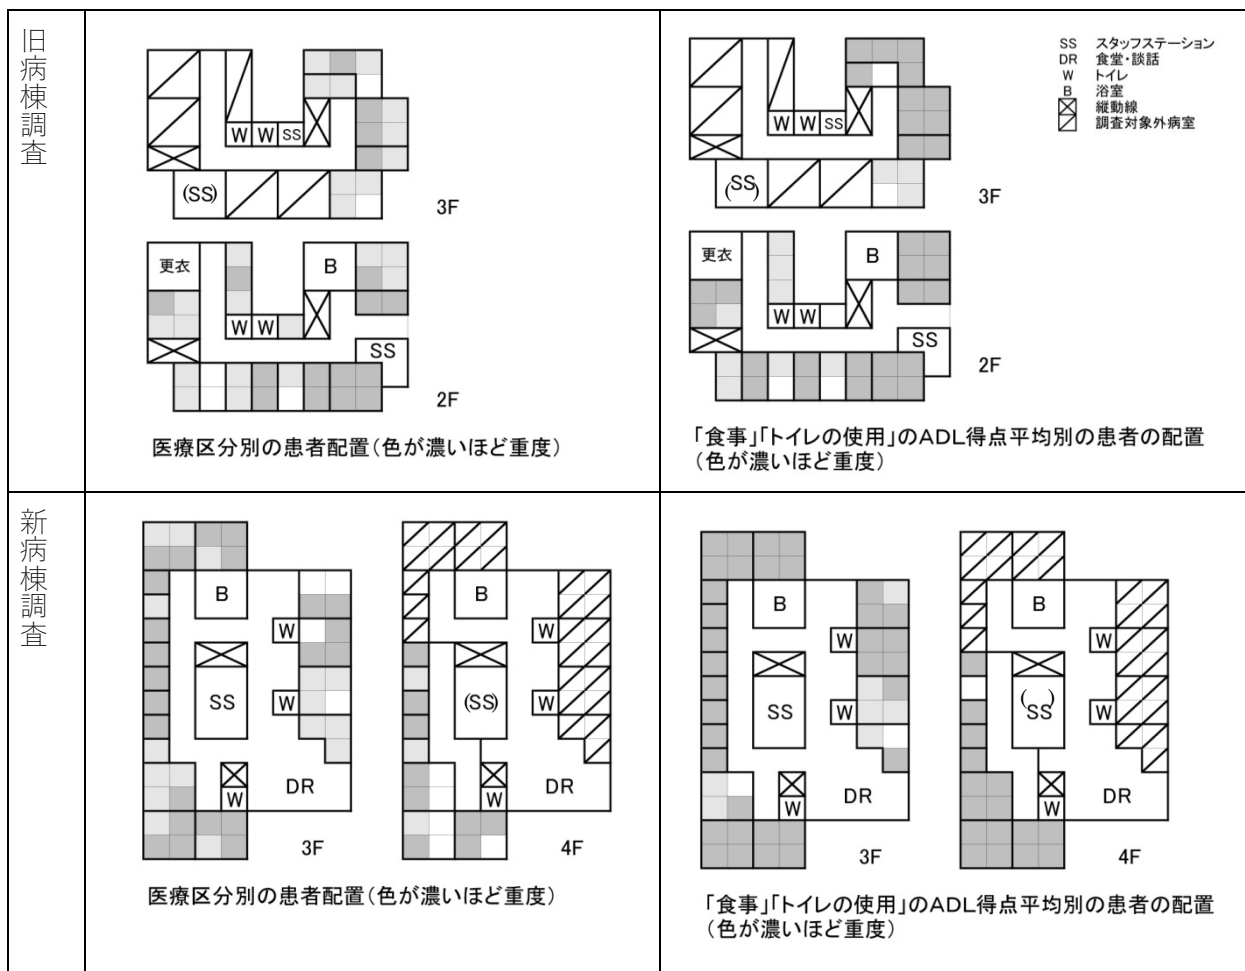 旧病棟調査
W W SS
(SS)
3F
更衣
B
W W
SS
2F
医療区分別の患者配置(色が濃いほど重度)
W W SS
(SS)
3F
更衣
B
W W
SS
2F
「食事」「トイレの使用」のADL得点平均別の患者の配置
(色が濃いほど重度)
SS スタッフステーション
DR 食堂・談話
W トイレ
B 浴室
縦動線
調査対象外病室
新病棟調査
B
W
SS
W
DR
W
3F
B
W
(SS)
W
DR
W
4F
医療区分別の患者配置(色が濃いほど重度)
B
W
SS
W
DR
W
3F
B
W
(SS)
W
DR
W
4F
「食事」「トイレの使用」のADL得点平均別の患者の配置
(色が濃いほど重度)